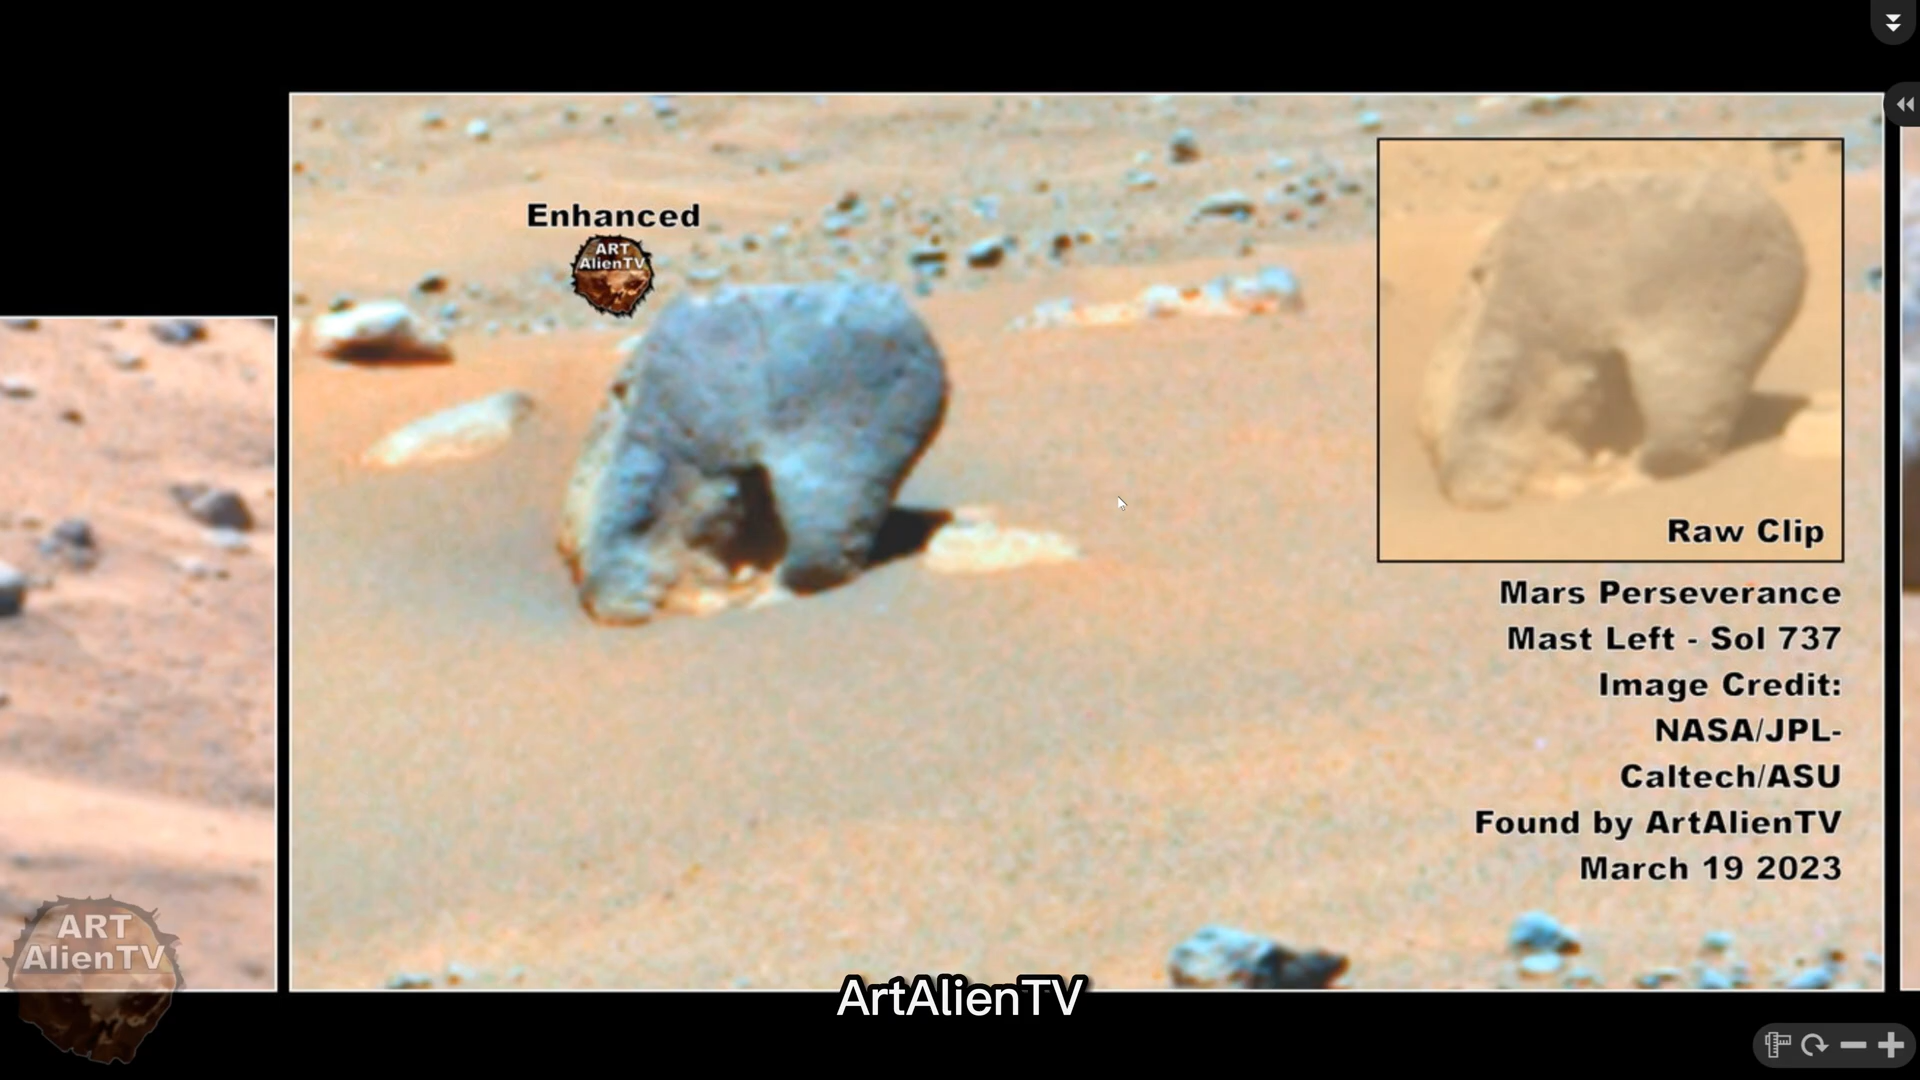 Enhanced
ART
AlienTV
Raw Clip
Mars Perseverance
Mast Left - Sol 737
Image Credit:
NASA/JPL-
Caltech/ASU
Found by ArtAlienTV
March 19 2023
ART
AlienTV
ArtAlienTV